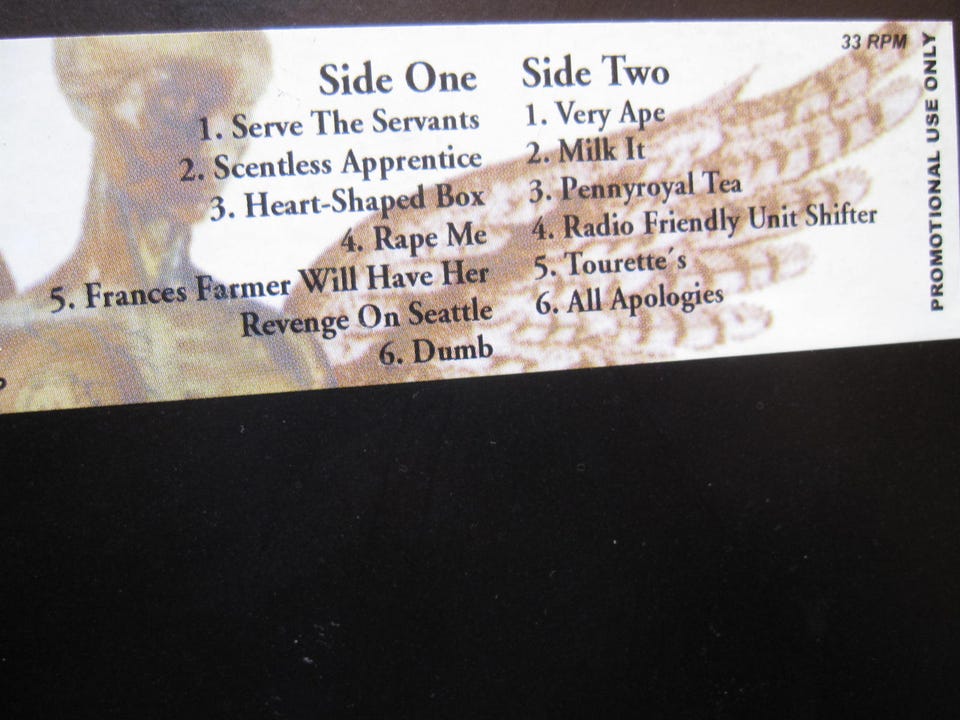 Side One
1. Serve The Servants
2. Scentless Apprentice
3. Heart-Shaped Box
4. Rape Me
5. Frances Farmer Will Have Her
Revenge On Seattle
6. Dumb
Side Two
1. Very Ape
2. Milk It
3. Pennyroyal Tea
4. Radio Friendly Unit Shifter
5. Tourette´s
6. All Apologies
33 RPM
PROMOTIONAL USE ONLY